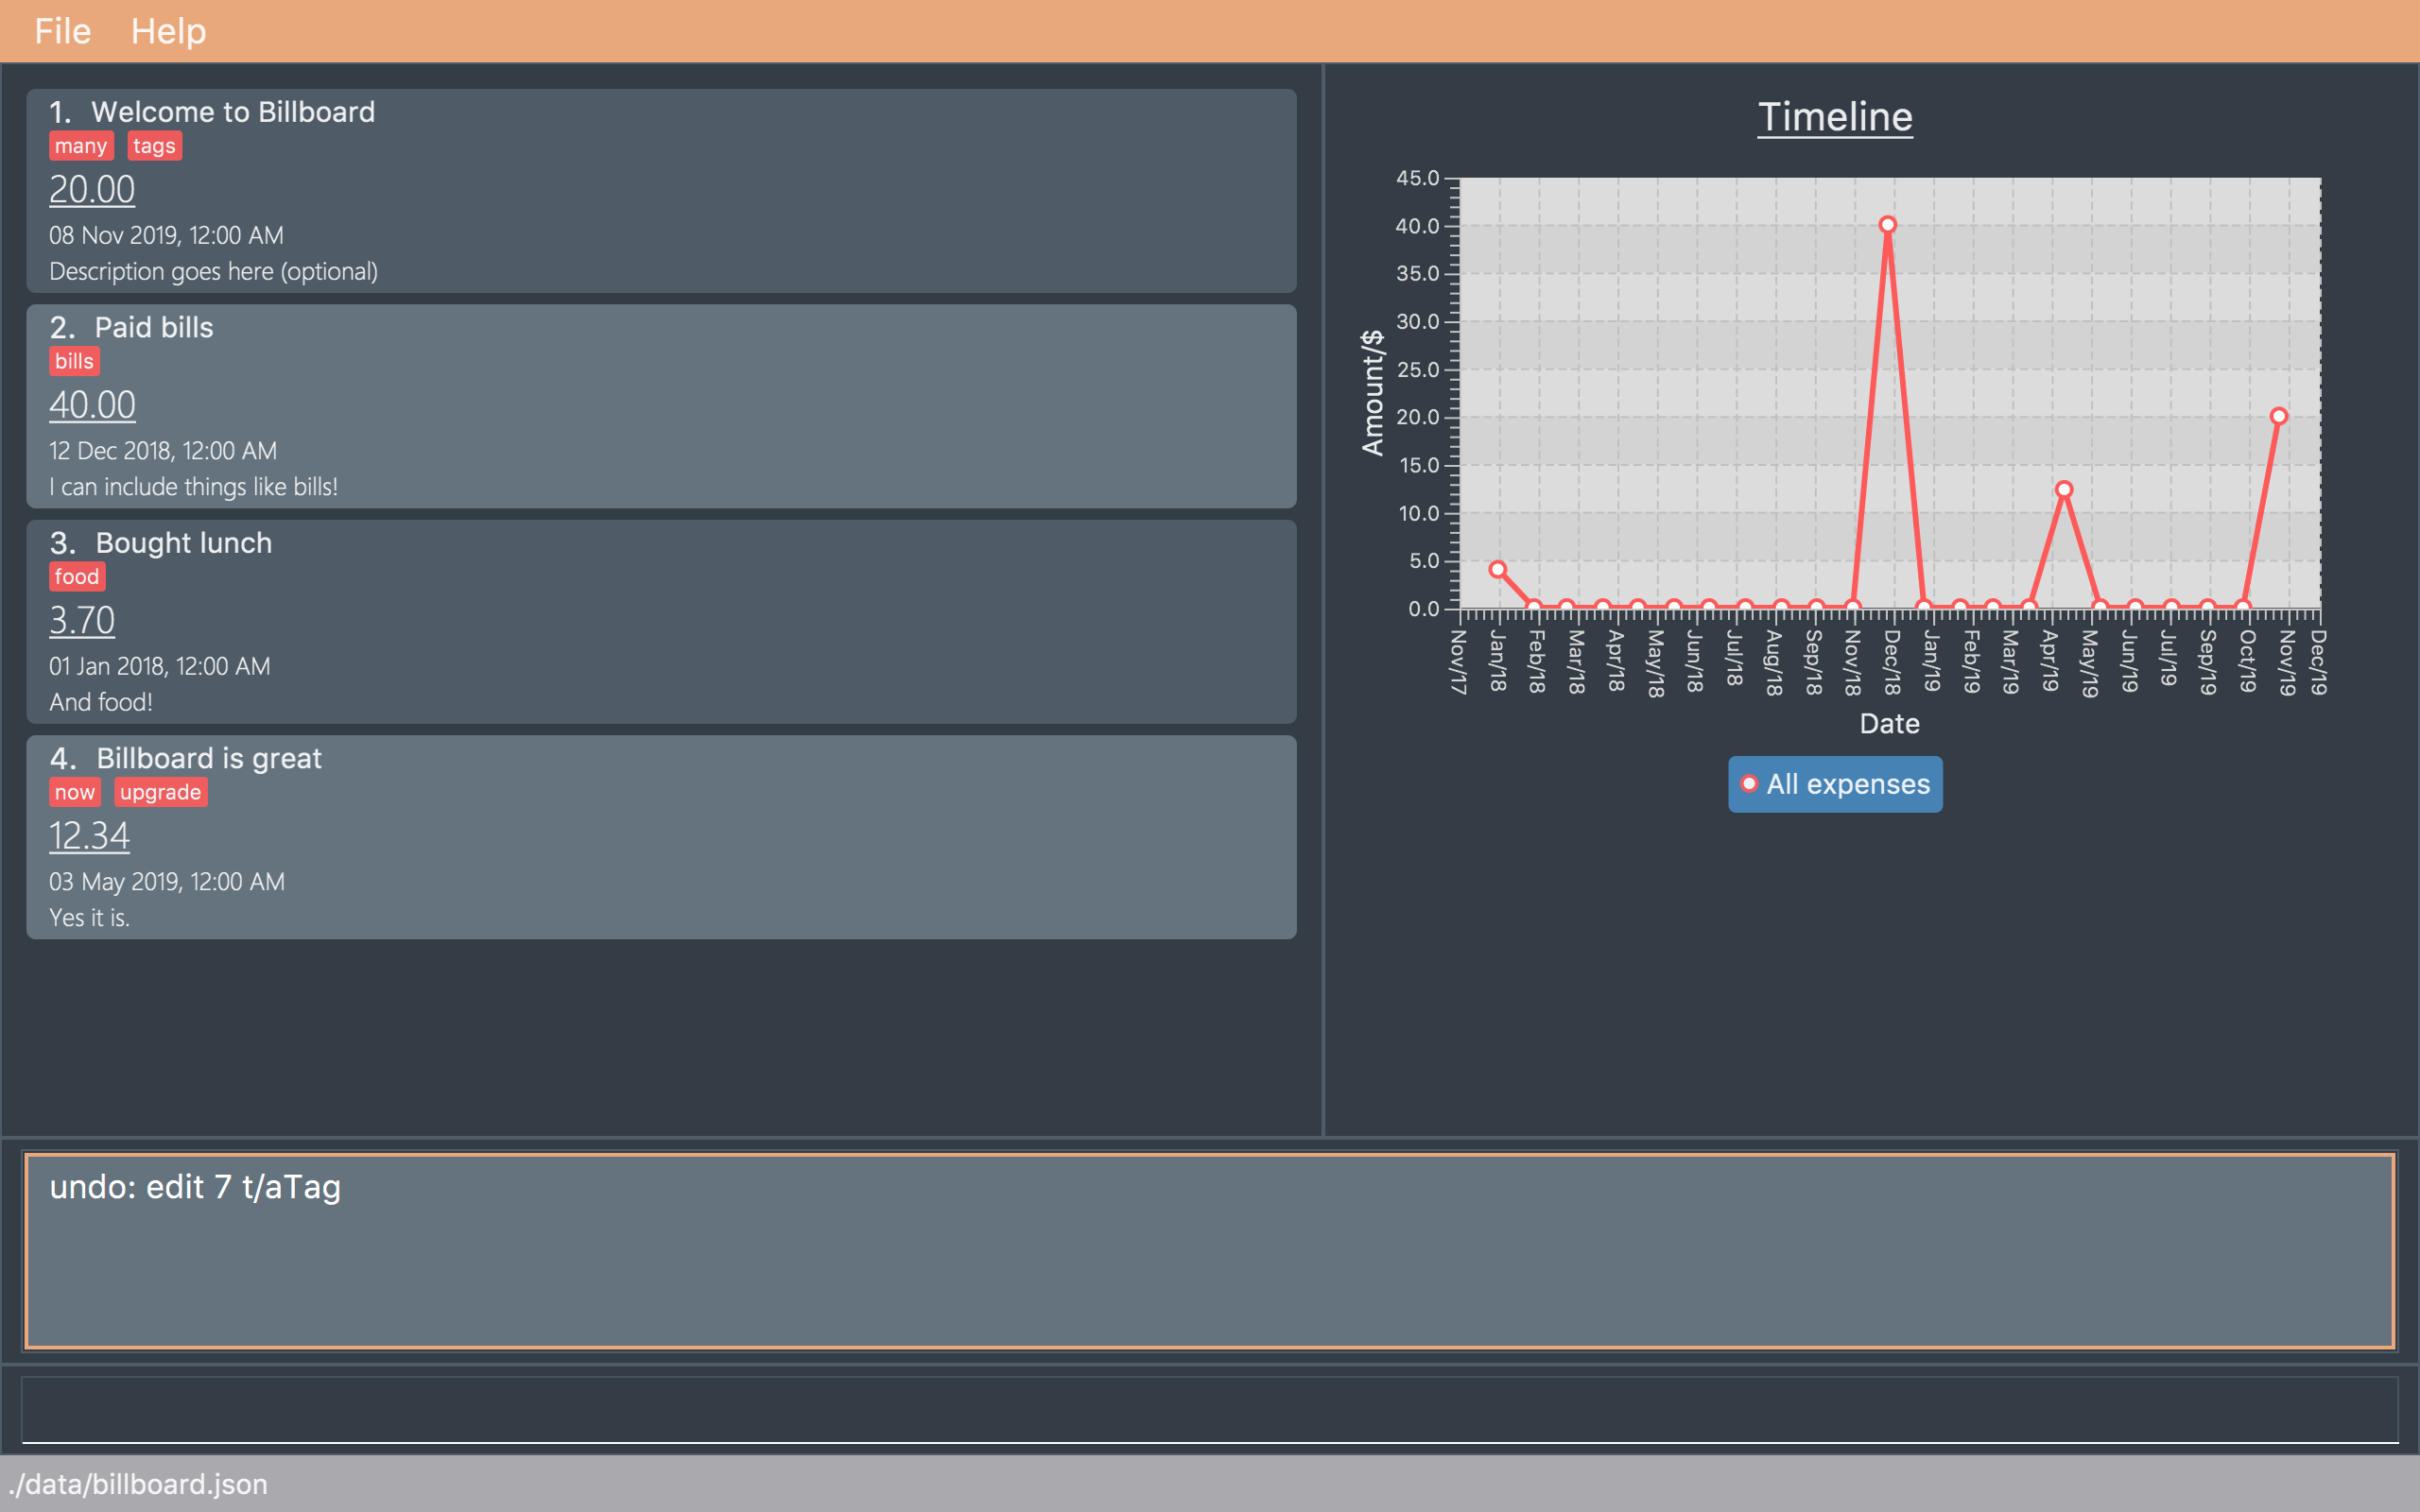 File Help
1. Welcome to Billboard
many tags
20.00
08 Nov 2019, 12:00 AM
Description goes here (optional)
2. Paid bills
bills
40.00
12 Dec 2018, 12:00 AM
I can include things like bills!
3. Bought lunch
food
3.70
01 Jan 2018, 12:00 AM
And food!
4. Billboard is great
now upgrade
12.34
03 May 2019, 12:00 AM
Yes it is.
Timeline
Amount/$
45.0
40.0
35.0
30.0
25.0
20.0
15.0
10.0
5.0
0.0
Nov/17 Jan/18 Feb/18 Mar/18 Apr/18 May/18 Jun/18 Jul/18 Aug/18 Sep/18 Nov/18 Dec/18 Jan/19 Feb/19 Mar/19 Apr/19 May/19 Jun/19 Jul/19 Sep/19 Oct/19 Nov/19 Dec/19
Date
All expenses
undo: edit 7 t/aTag
./data/billboard.json